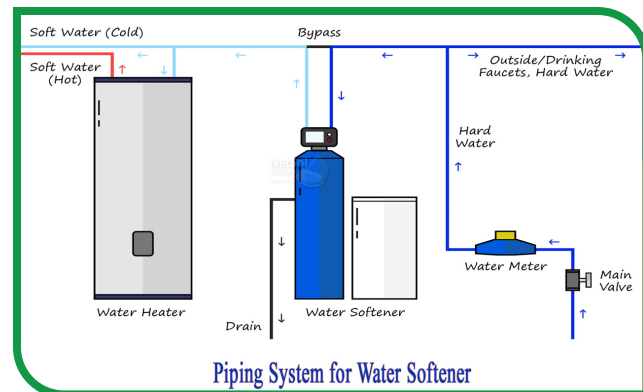 Soft Water (Cold)
Bypass
Soft Water
(Hot)
Outside/Drinking
Faucets, Hard Water
Hard
Water
Water Meter
Main
Valve
Water Heater
Water Softener
Drain
Piping System for Water Softener